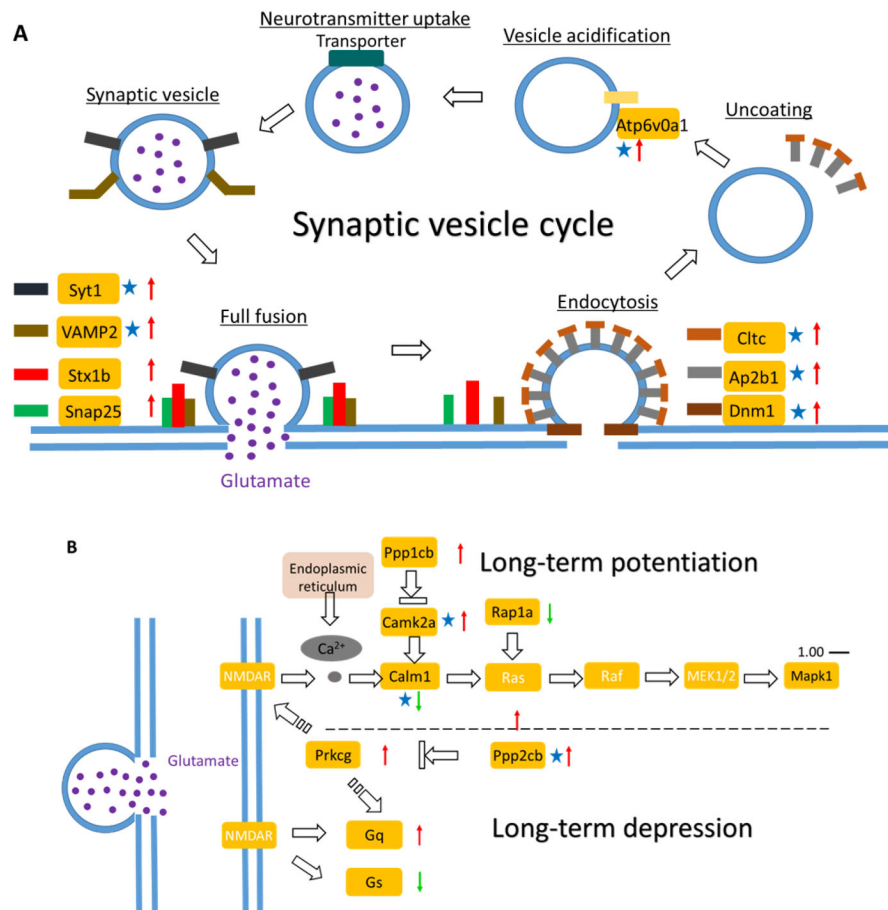 A
Neurotransmitter uptake
Transporter
Vesicle acidification
Synaptic vesicle
Uncoating
Atp6v0a1
Synaptic vesicle cycle
Syt1
Full fusion
Endocytosis
VAMP2
Cltc
Stx1b
Ap2b1
Snap25
Dnm1
Glutamate
B
Ppp1cb
Long-term potentiation
Endoplasmic
reticulum
Camk2a
Rap1a
Ca²⁺
1.00
NMDAR
Calm1
Ras
Raf
MEK1/2
Mapk1
Prkcg
Ppp2cb
Glutamate
NMDAR
Gq
Long-term depression
Gs